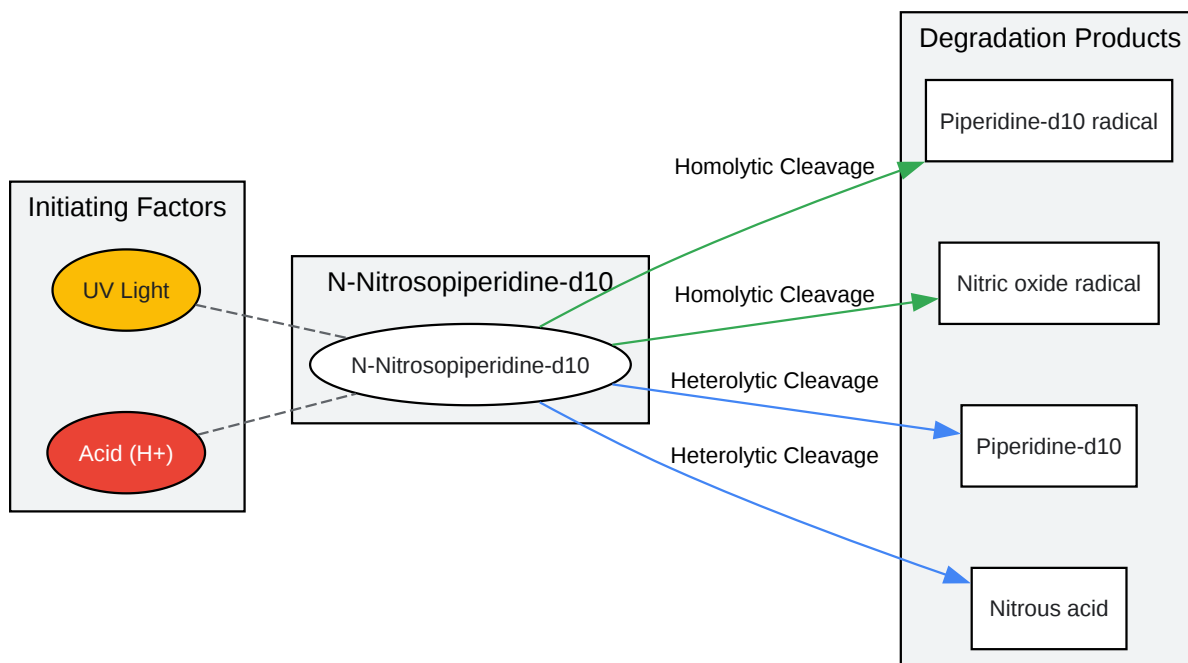 Initiating Factors
UV Light
Acid (H+)
N-Nitrosopiperidine-d10
N-Nitrosopiperidine-d10
Homolytic Cleavage
Homolytic Cleavage
Heterolytic Cleavage
Heterolytic Cleavage
Degradation Products
Piperidine-d10 radical
Nitric oxide radical
Piperidine-d10
Nitrous acid